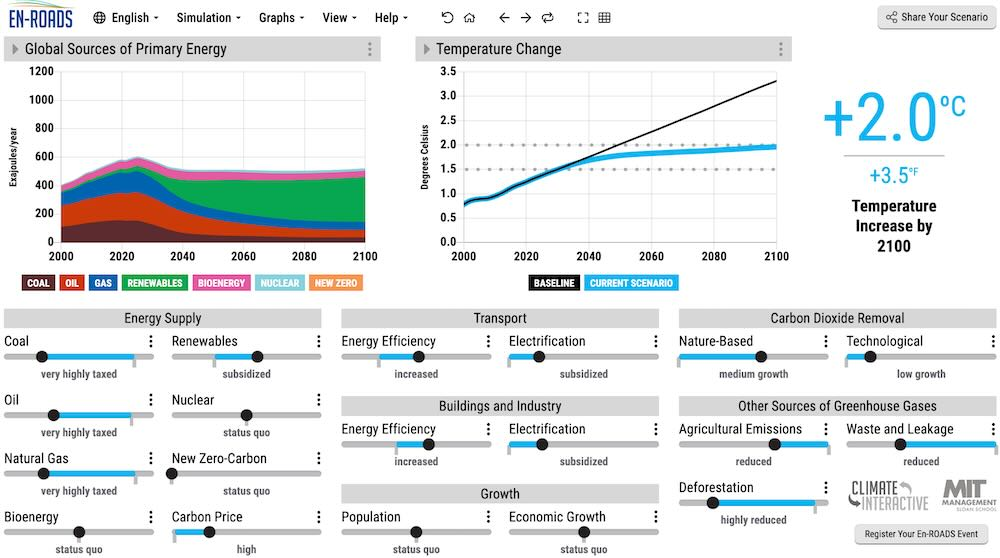 EN-ROADS
English
Simulation
Graphs
View
Help
Share Your Scenario
Global Sources of Primary Energy
Exajoules/year
1200
1000
800
600
400
200
0
2000 2020 2040 2060 2080 2100
COAL OIL GAS RENEWABLES BIOENERGY NUCLEAR NEW ZERO
Temperature Change
Degrees Celsius
3.5
3.0
2.5
2.0
1.5
1.0
0.5
0.0
2000 2020 2040 2060 2080 2100
BASELINE CURRENT SCENARIO
+2.0°C
+3.5°F
Temperature
Increase by
2100
Energy Supply
Coal
very highly taxed
Renewables
subsidized
Oil
very highly taxed
Nuclear
status quo
Natural Gas
very highly taxed
New Zero-Carbon
status quo
Bioenergy
status quo
Carbon Price
high
Transport
Energy Efficiency
increased
Electrification
subsidized
Buildings and Industry
Energy Efficiency
increased
Electrification
subsidized
Growth
Population
status quo
Economic Growth
status quo
Carbon Dioxide Removal
Nature-Based
medium growth
Technological
low growth
Other Sources of Greenhouse Gases
Agricultural Emissions
reduced
Waste and Leakage
reduced
Deforestation
highly reduced
CLIMATE
INTERACTIVE
MIT
MANAGEMENT
SLOAN SCHOOL
Register Your En-ROADS Event